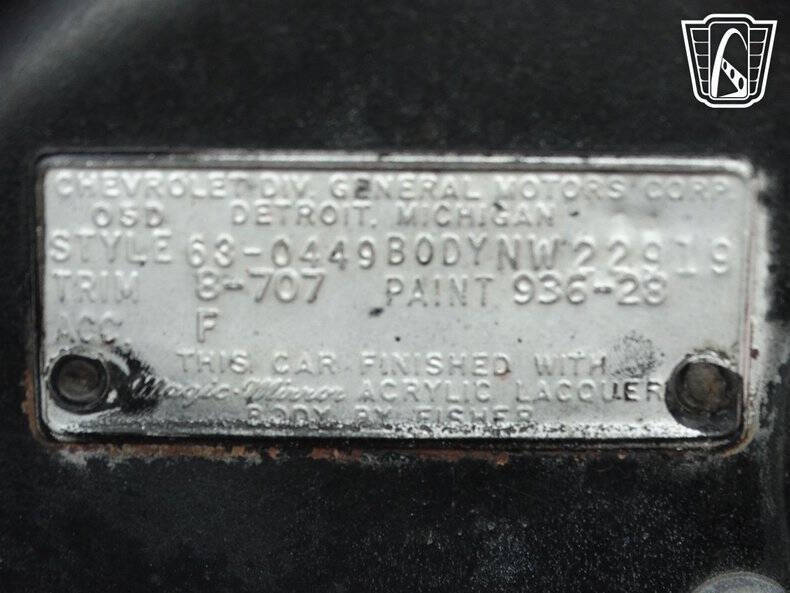 CHEVROLET DIV. GENERAL MOTORS CORP
05D DETROIT, MICHIGAN
STYLE 63-0449 BODY NW 22919
TRIM 8-707 PAINT 936-28
ACC. F
THIS CAR FINISHED WITH
Magic-Mirror ACRYLIC LACQUER
BODY BY FISHER